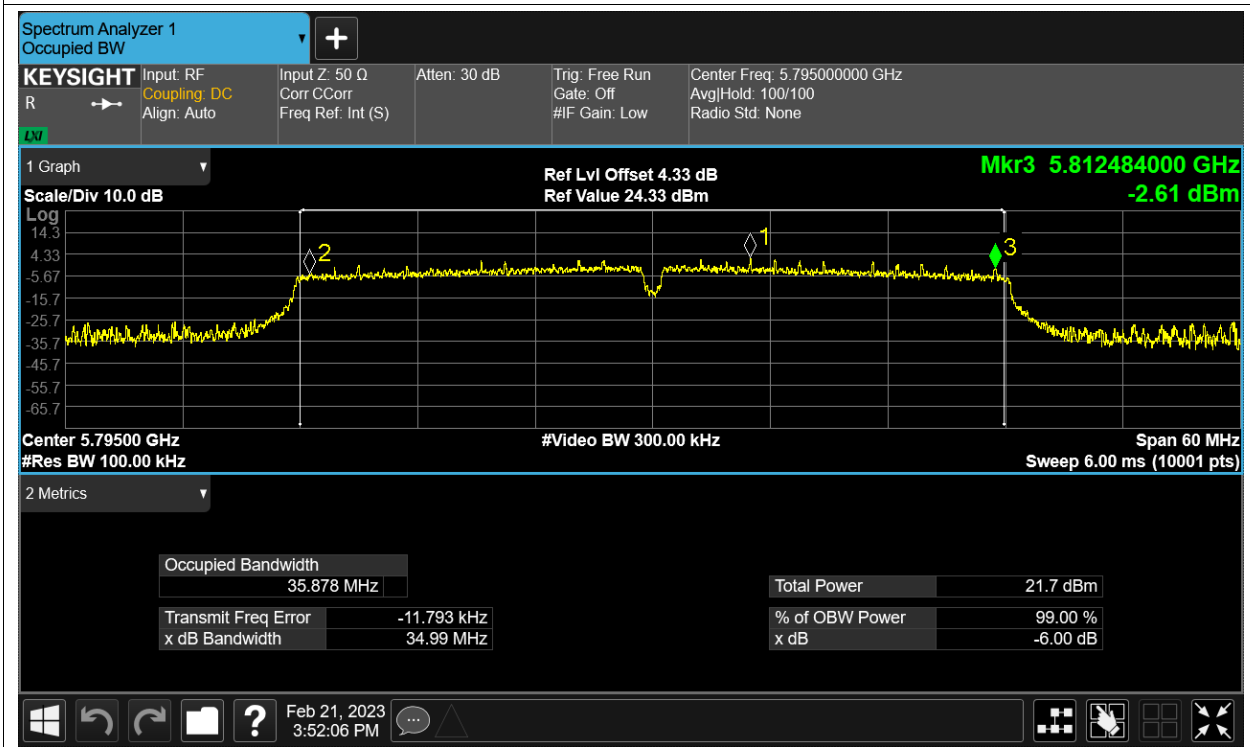 Spectrum Analyzer 1
Occupied BW
KEYSIGHT
R
LXI
Input: RF
Coupling: DC
Align: Auto
Input Z: 50 Ω
Corr CCorr
Freq Ref: Int (S)
Atten: 30 dB
Trig: Free Run
Gate: Off
#IF Gain: Low
Center Freq: 5.795000000 GHz
Avg|Hold: 100/100
Radio Std: None
1 Graph
Scale/Div 10.0 dB
Ref Lvl Offset 4.33 dB
Ref Value 24.33 dBm
Mkr3 5.812484000 GHz
-2.61 dBm
Log
14.3
4.33
-5.67
-15.7
-25.7
-35.7
-45.7
-55.7
-65.7
2
1
3
Center 5.79500 GHz
#Video BW 300.00 kHz
Span 60 MHz
#Res BW 100.00 kHz
Sweep 6.00 ms (10001 pts)
2 Metrics
Occupied Bandwidth
35.878 MHz
Total Power 21.7 dBm
Transmit Freq Error -11.793 kHz
% of OBW Power 99.00 %
x dB Bandwidth 34.99 MHz
x dB -6.00 dB
?
Feb 21, 2023
3:52:06 PM